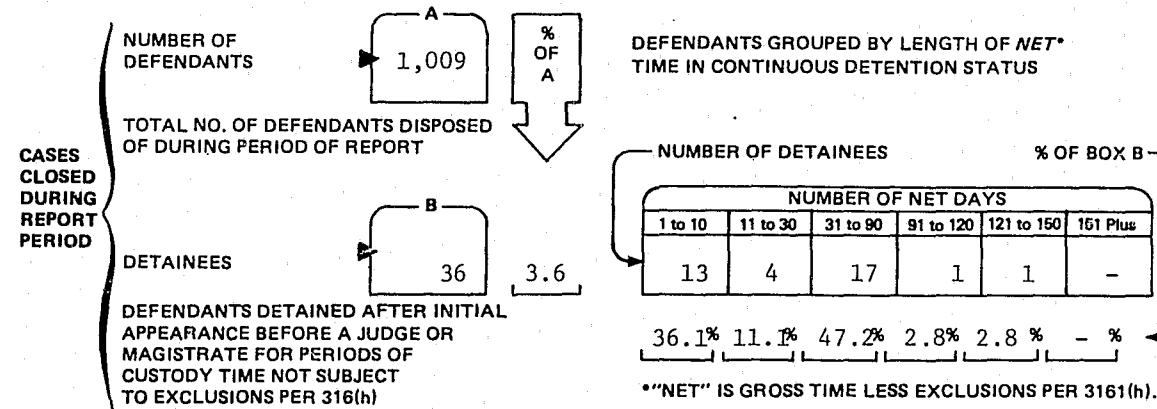 CASES
CLOSED
DURING
REPORT
PERIOD
NUMBER OF
DEFENDANTS
A
1,009
%
OF
A
TOTAL NO. OF DEFENDANTS DISPOSED
OF DURING PERIOD OF REPORT
DETAINEES
B
36
3.6
DEFENDANTS DETAINED AFTER INITIAL
APPEARANCE BEFORE A JUDGE OR
MAGISTRATE FOR PERIODS OF
CUSTODY TIME NOT SUBJECT
TO EXCLUSIONS PER 316(h)
DEFENDANTS GROUPED BY LENGTH OF NET*
TIME IN CONTINUOUS DETENTION STATUS
NUMBER OF DETAINEES % OF BOX B
NUMBER OF NET DAYS
1 to 10 11 to 30 31 to 90 91 to 120 121 to 150 151 Plus
13 4 17 1 1 –
36.1% 11.1% 47.2% 2.8% 2.8 % – %
*"NET" IS GROSS TIME LESS EXCLUSIONS PER 3161(h).